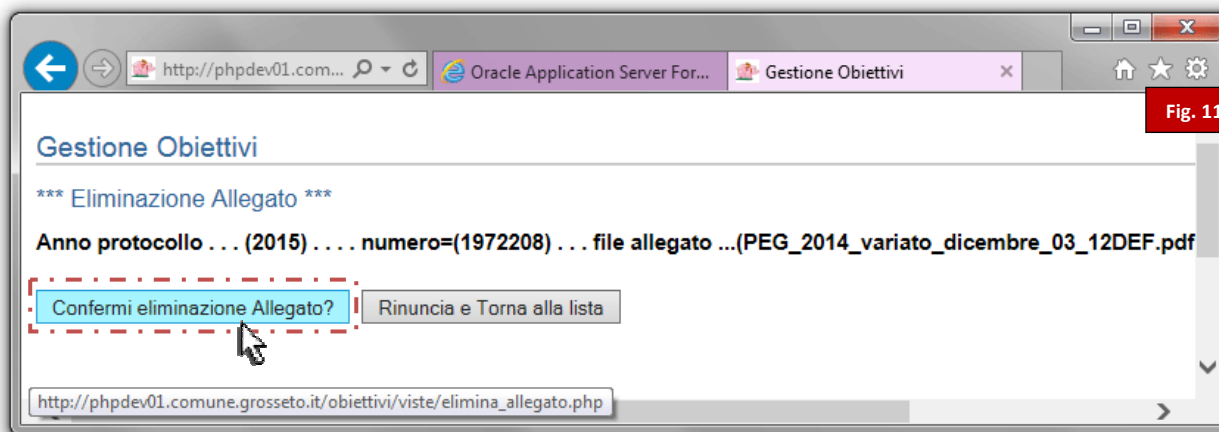 http://phpdev01.com...
Oracle Application Server For...
Gestione Obiettivi
Fig. 11
Gestione Obiettivi
*** Eliminazione Allegato ***
Anno protocollo . . . (2015) . . . . numero=(1972208) . . . file allegato ...(PEG_2014_variato_dicembre_03_12DEF.pdf
Confermi eliminazione Allegato? Rinuncia e Torna alla lista
http://phpdev01.comune.grosseto.it/obiettivi/viste/elimina_allegato.php